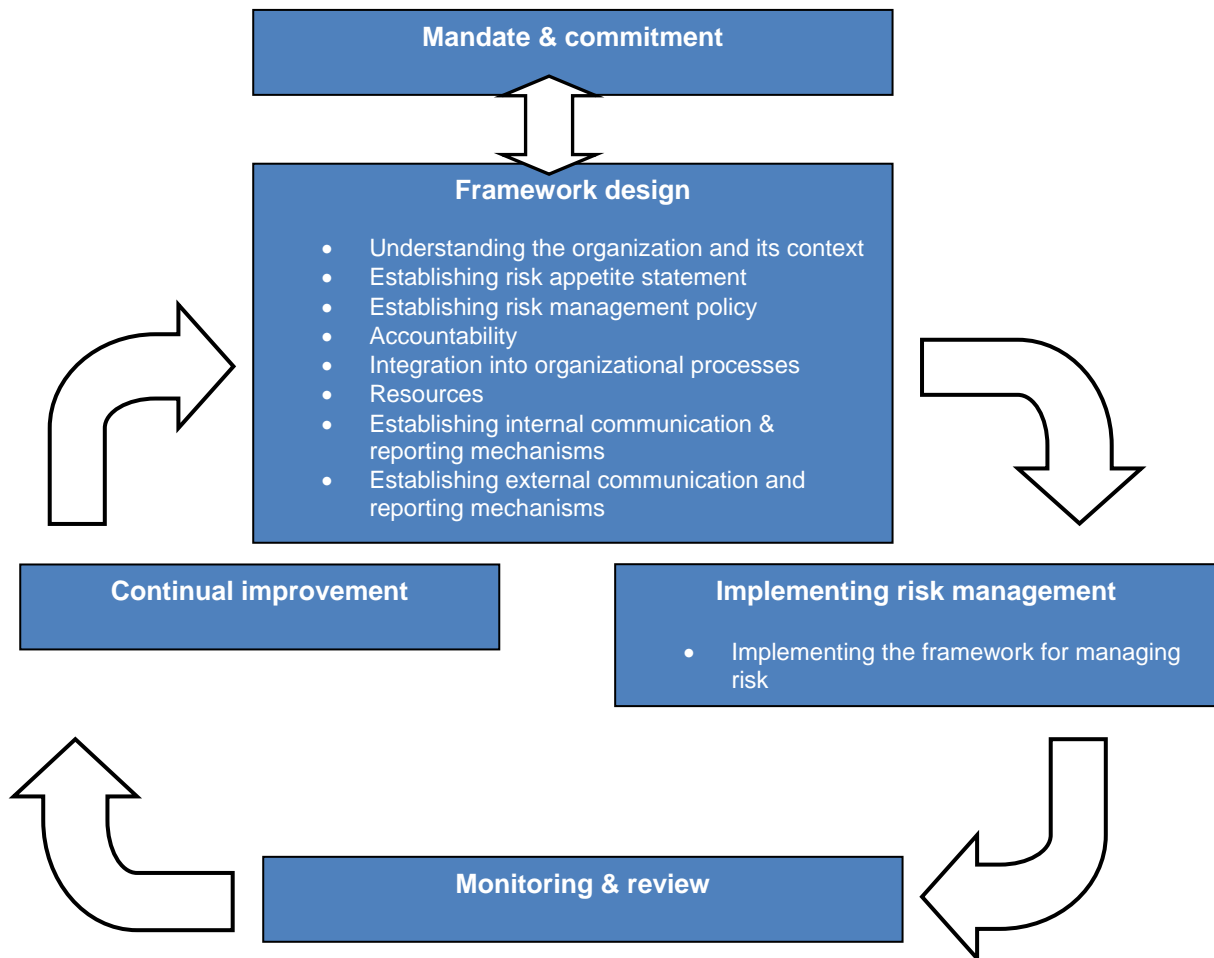 Mandate & commitment
Framework design
• Understanding the organization and its context
• Establishing risk appetite statement
• Establishing risk management policy
• Accountability
• Integration into organizational processes
• Resources
• Establishing internal communication &
reporting mechanisms
• Establishing external communication and
reporting mechanisms
Continual improvement
Implementing risk management
• Implementing the framework for managing
risk
Monitoring & review